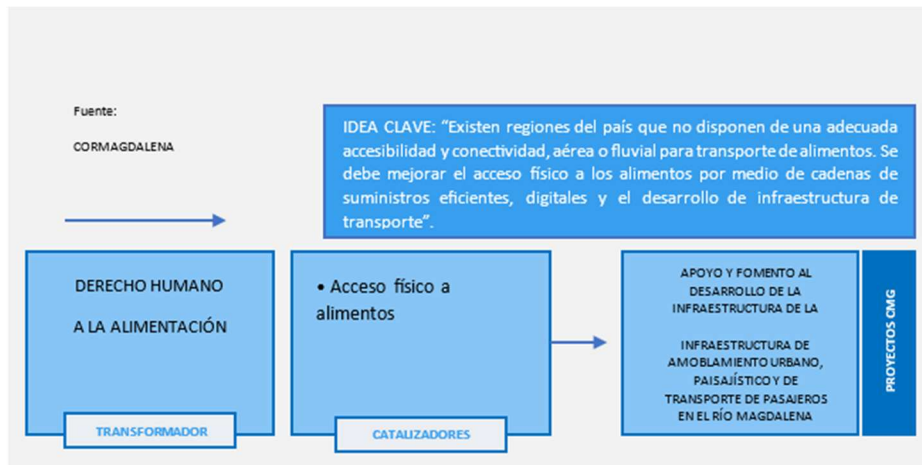 Fuente:
CORMAGDALENA
IDEA CLAVE: “Existen regiones del país que no disponen de una adecuada
accesibilidad y conectividad, aérea o fluvial para transporte de alimentos. Se
debe mejorar el acceso físico a los alimentos por medio de cadenas de
suministros eficientes, digitales y el desarrollo de infraestructura de
transporte”.
DERECHO HUMANO
A LA ALIMENTACIÓN
TRANSFORMADOR
• Acceso físico a
alimentos
CATALIZADORES
APOYO Y FOMENTO AL
DESARROLLO DE LA
INFRAESTRUCTURA DE LA
INFRAESTRUCTURA DE
AMOBLAMIENTO URBANO,
PAISAJÍSTICO Y DE
TRANSPORTE DE PASAJEROS
EN EL RÍO MAGDALENA
PROYECTOS CMG